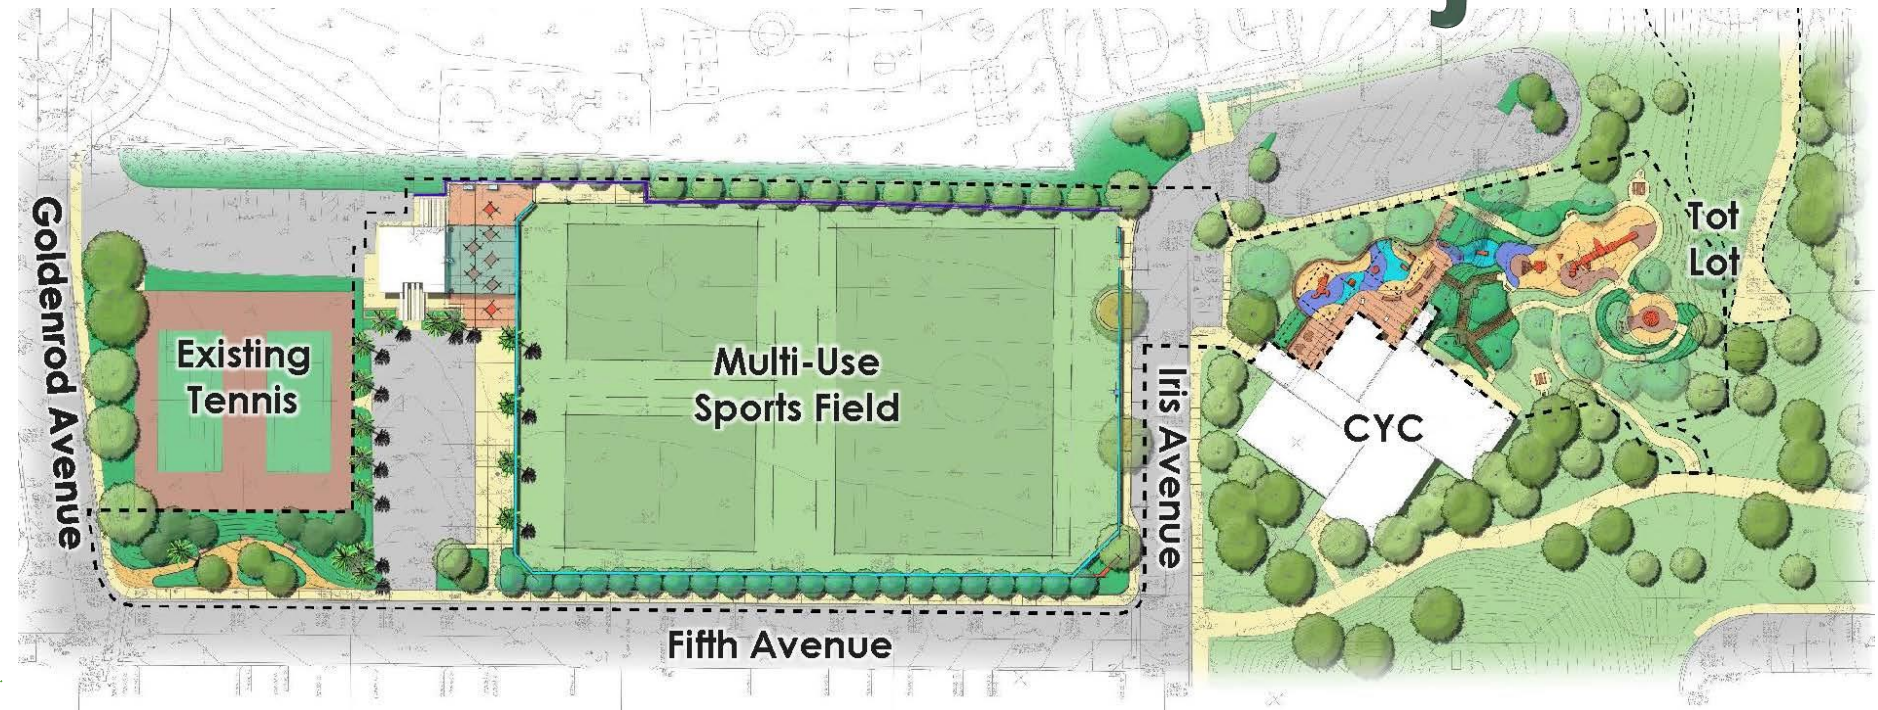 Goldenrod Avenue
Existing
Tennis
Multi-Use
Sports Field
Fifth Avenue
Iris Avenue
CYC
Tot
Lot